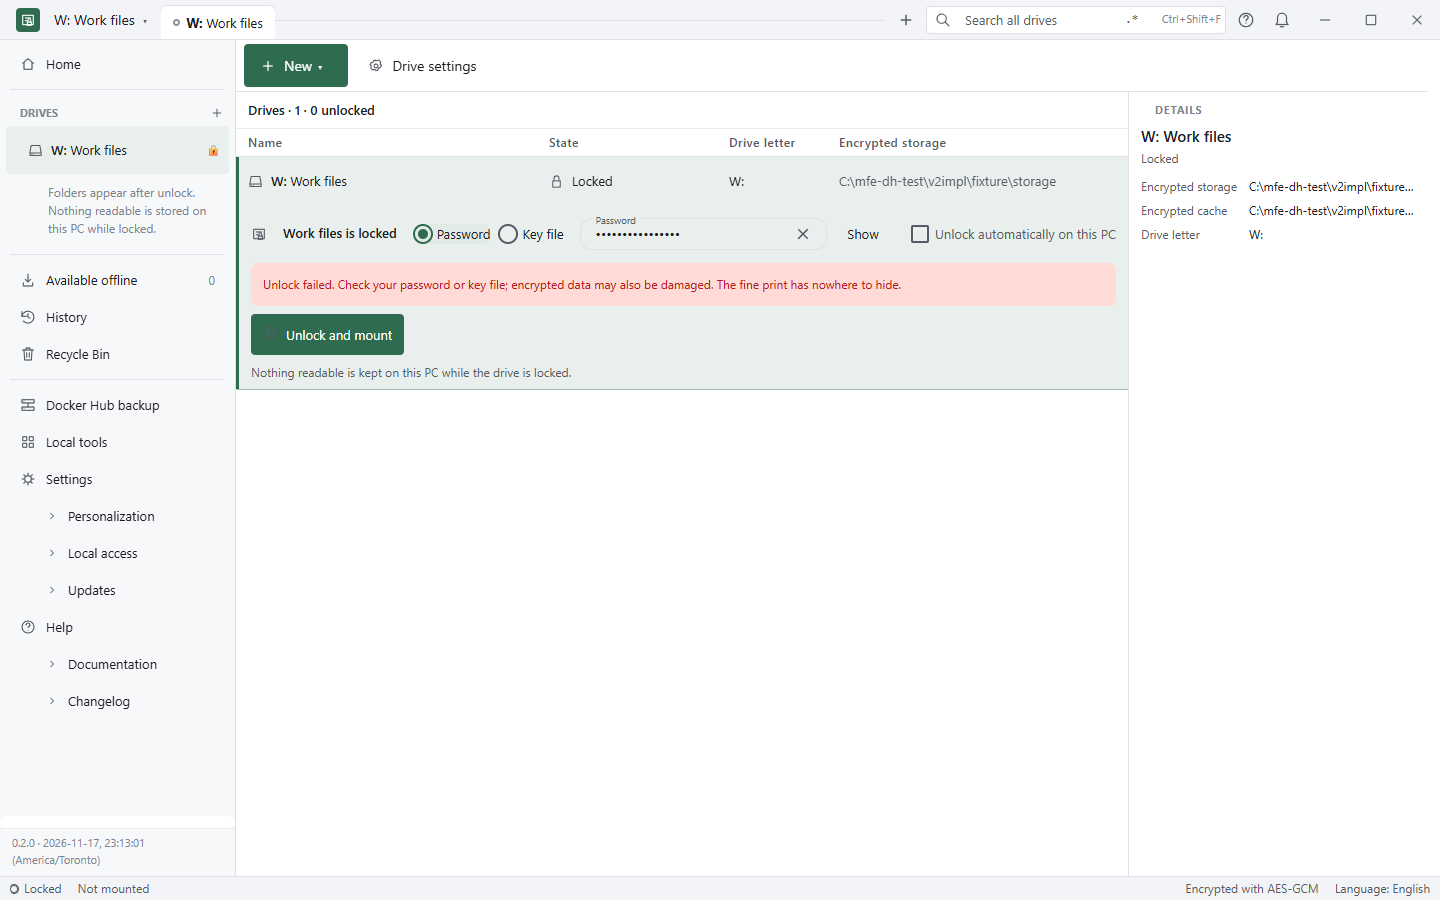 W: Work files
W: Work files
Search all drives
.*
Ctrl+Shift+F
Home
DRIVES
W: Work files
Folders appear after unlock.
Nothing readable is stored on
this PC while locked.
Available offline 0
History
Recycle Bin
Docker Hub backup
Local tools
Settings
Personalization
Local access
Updates
Help
Documentation
Changelog
0.2.0 · 2026-11-17, 23:13:01
(America/Toronto)
New
Drive settings
Drives · 1 · 0 unlocked
Name State Drive letter Encrypted storage
W: Work files Locked W: C:\mfe-dh-test\v2impl\fixture\storage
Work files is locked Password Key file Password •••••••••••••••• Show Unlock automatically on this PC
Unlock failed. Check your password or key file; encrypted data may also be damaged. The fine print has nowhere to hide.
Unlock and mount
Nothing readable is kept on this PC while the drive is locked.
DETAILS
W: Work files
Locked
Encrypted storage C:\mfe-dh-test\v2impl\fixture...
Encrypted cache C:\mfe-dh-test\v2impl\fixture...
Drive letter W:
Locked Not mounted Encrypted with AES-GCM Language: English